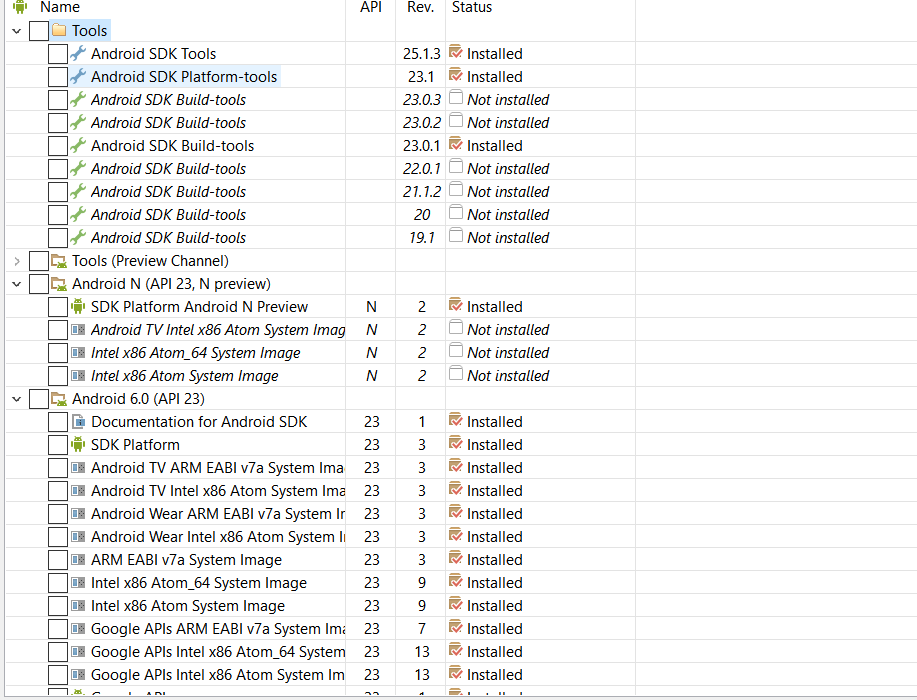 Name API Rev. Status
Tools
Android SDK Tools 25.1.3 Installed
Android SDK Platform-tools 23.1 Installed
Android SDK Build-tools 23.0.3 Not installed
Android SDK Build-tools 23.0.2 Not installed
Android SDK Build-tools 23.0.1 Installed
Android SDK Build-tools 22.0.1 Not installed
Android SDK Build-tools 21.1.2 Not installed
Android SDK Build-tools 20 Not installed
Android SDK Build-tools 19.1 Not installed
Tools (Preview Channel)
Android N (API 23, N preview)
SDK Platform Android N Preview N 2 Installed
Android TV Intel x86 Atom System Imag N 2 Not installed
Intel x86 Atom_64 System Image N 2 Not installed
Intel x86 Atom System Image N 2 Not installed
Android 6.0 (API 23)
Documentation for Android SDK 23 1 Installed
SDK Platform 23 3 Installed
Android TV ARM EABI v7a System Ima 23 3 Installed
Android TV Intel x86 Atom System Ima 23 3 Installed
Android Wear ARM EABI v7a System Ir 23 3 Installed
Android Wear Intel x86 Atom System I 23 3 Installed
ARM EABI v7a System Image 23 3 Installed
Intel x86 Atom_64 System Image 23 9 Installed
Intel x86 Atom System Image 23 9 Installed
Google APIs ARM EABI v7a System Ima 23 7 Installed
Google APIs Intel x86 Atom_64 System 23 13 Installed
Google APIs Intel x86 Atom System Im 23 13 Installed